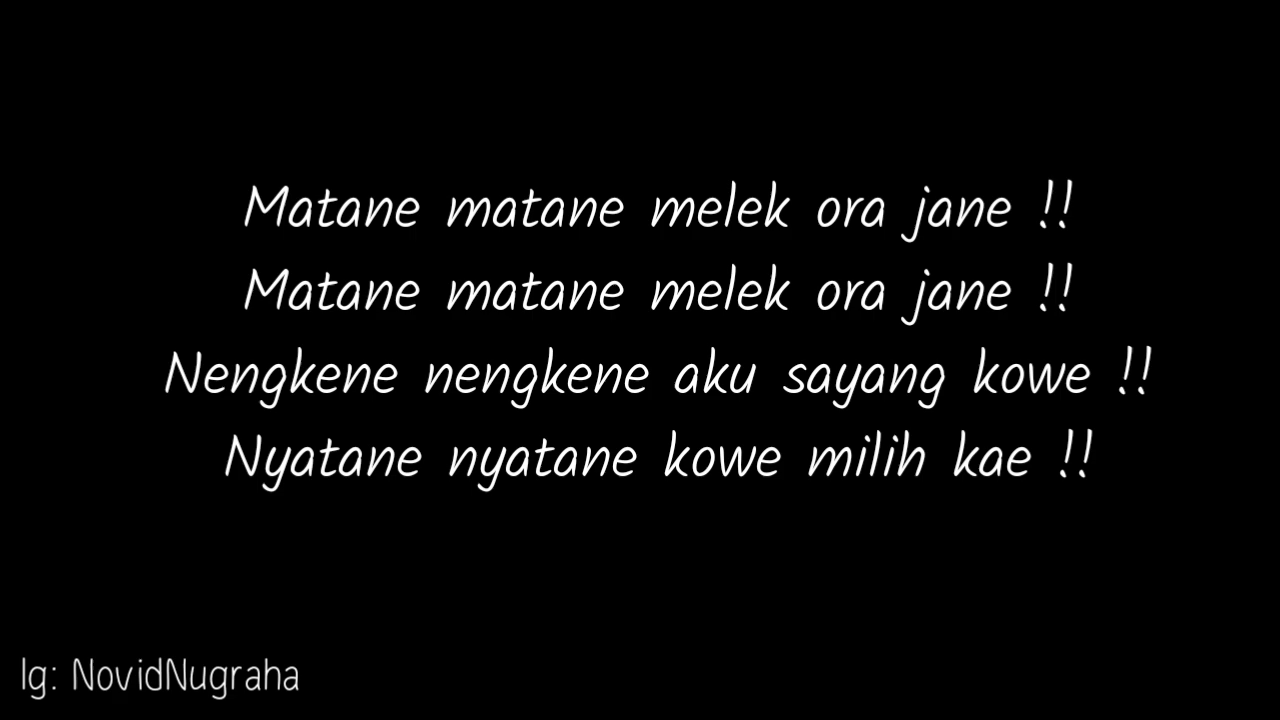 Matane matane melek ora jane !!
Matane matane melek ora jane !!
Nengkene nengkene aku sayang kowe !!
Nyatane nyatane kowe milih kae !!
Ig: NovidNugraha